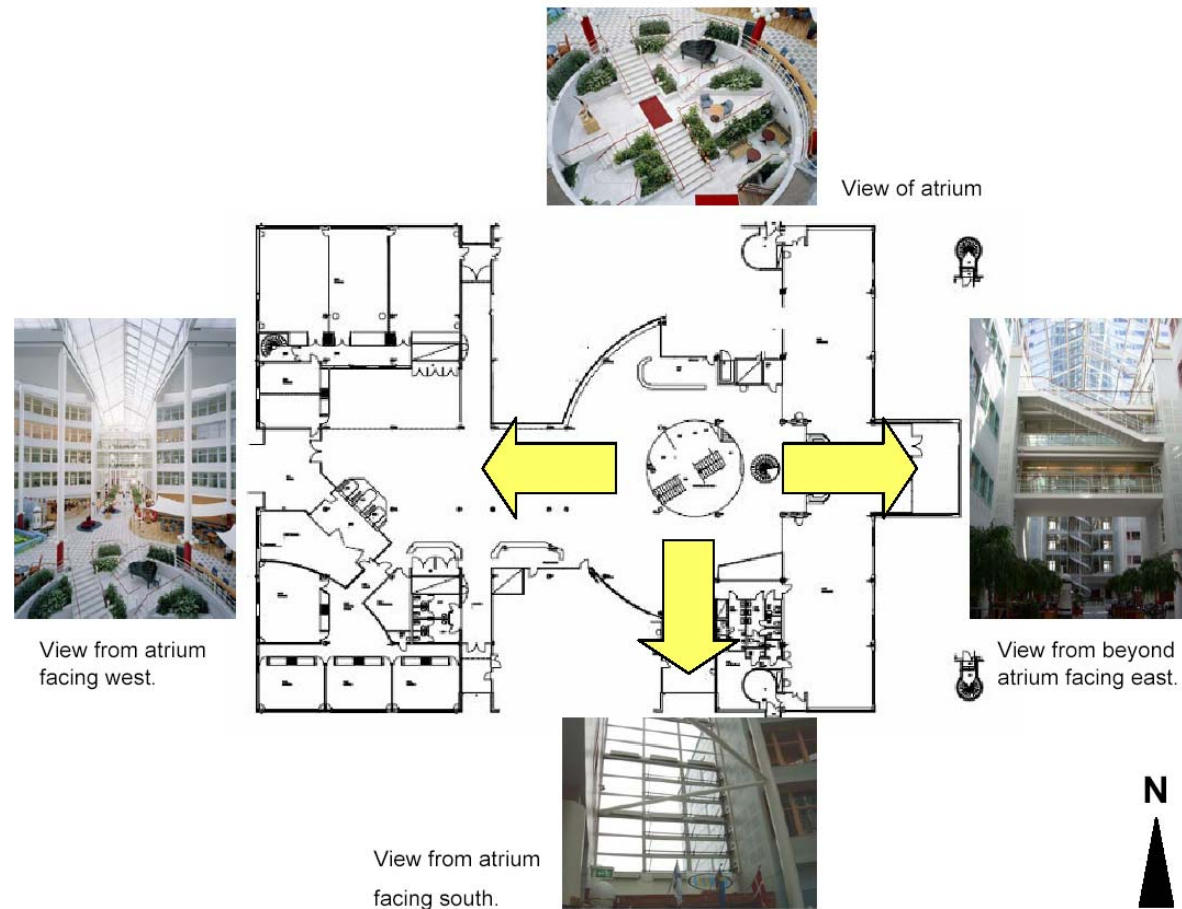 View of atrium
View from atrium
facing west.
View from beyond
atrium facing east.
N
View from atrium
facing south.